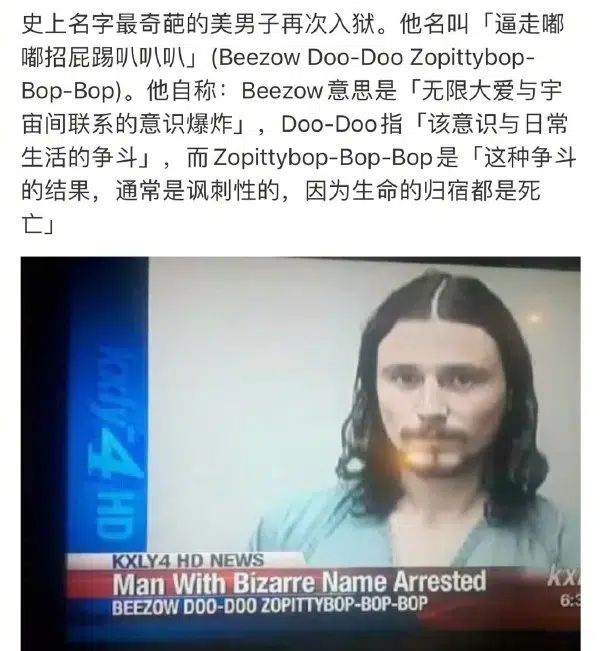 史上名字最奇葩的美男子再次入狱。他名叫「逼走嘟
嘟招屁踢叭叭叭」(Beezow Doo-Doo Zopittybop-
Bop-Bop)。他自称：Beezow意思是「无限大爱与宇
宙间联系的意识爆炸」，Doo-Doo指「该意识与日常
生活的争斗」，而Zopittybop-Bop-Bop是「这种争斗
的结果，通常是讽刺性的，因为生命的归宿都是死
亡」
kxly4 HD
KXLY4 HD NEWS
Man With Bizarre Name Arrested
BEEZOW DOO-DOO ZOPITTYBOP-BOP-BOP